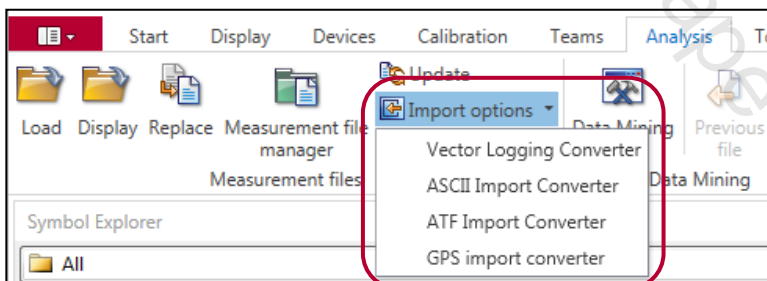 Start Display Devices Calibration Teams Analysis
Update
Import options
Load Display Replace Measurement file manager Data Mining Previous file
Measurement files Data Mining
Vector Logging Converter
ASCII Import Converter
ATF Import Converter
GPS import converter
Symbol Explorer
All